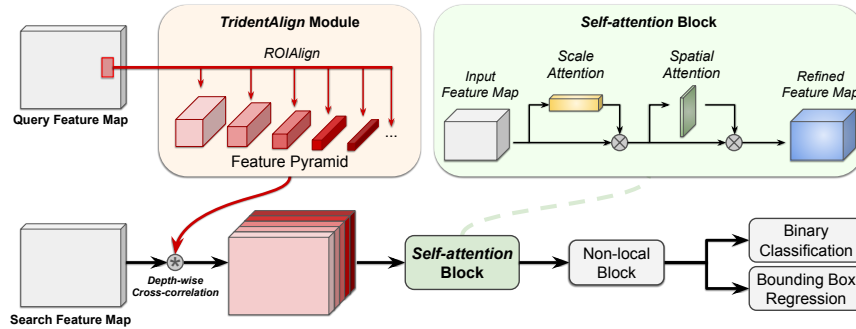 TridentAlign Module
ROIAlign
Query Feature Map
...
Feature Pyramid
Self-attention Block
Input
Feature Map
Scale
Attention
Spatial
Attention
Refined
Feature Map
Search Feature Map
*
Depth-wise
Cross-correlation
Self-attention
Block
Non-local
Block
Binary
Classification
Bounding Box
Regression